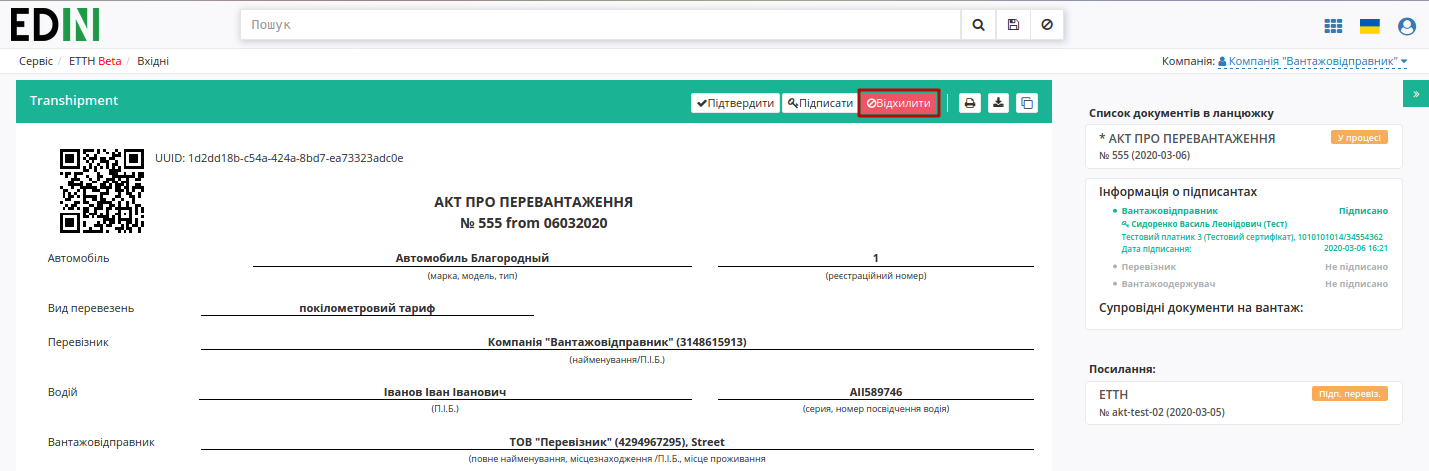 EDIN
Пошук
Сервіс / ЕТТН Beta / Вхідні
Компанія: Компанія "Вантажовідправник"
Transhipment
Підтвердити Підписати Відхилити
»
UUID: 1d2dd18b-c54a-424a-8bd7-ea73323adc0e
АКТ ПРО ПЕРЕВАНТАЖЕННЯ
№ 555 from 06032020
Автомобіль Автомобиль Благородный 1
(марка, модель, тип) (реєстраційний номер)
Вид перевезень покілометровий тариф
Перевізник Компанія "Вантажовідправник" (3148615913)
(найменування/П.І.Б.)
Водій Іванов Іван Іванович АІІ589746
(П.І.Б.) (серия, номер посвідчення водія)
Вантажовідправник ТОВ "Перевізник" (4294967295), Street
(повне найменування, місцезнаходження /П.І.Б., місце проживання
Список документів в ланцюжку
* АКТ ПРО ПЕРЕВАНТАЖЕННЯ У процесі
№ 555 (2020-03-06)
Інформація о підписантах
Вантажовідправник Підписано
Сидоренко Василь Леонідович (Тест)
Тестовий платник 3 (Тестовий сертифікат), 1010101014/34554362
Дата підписання: 2020-03-06 16:21
Перевізник Не підписано
Вантажоодержувач Не підписано
Супровідні документи на вантаж:
Посилання:
ЕТТН Підп. перевіз.
№ akt-test-02 (2020-03-05)